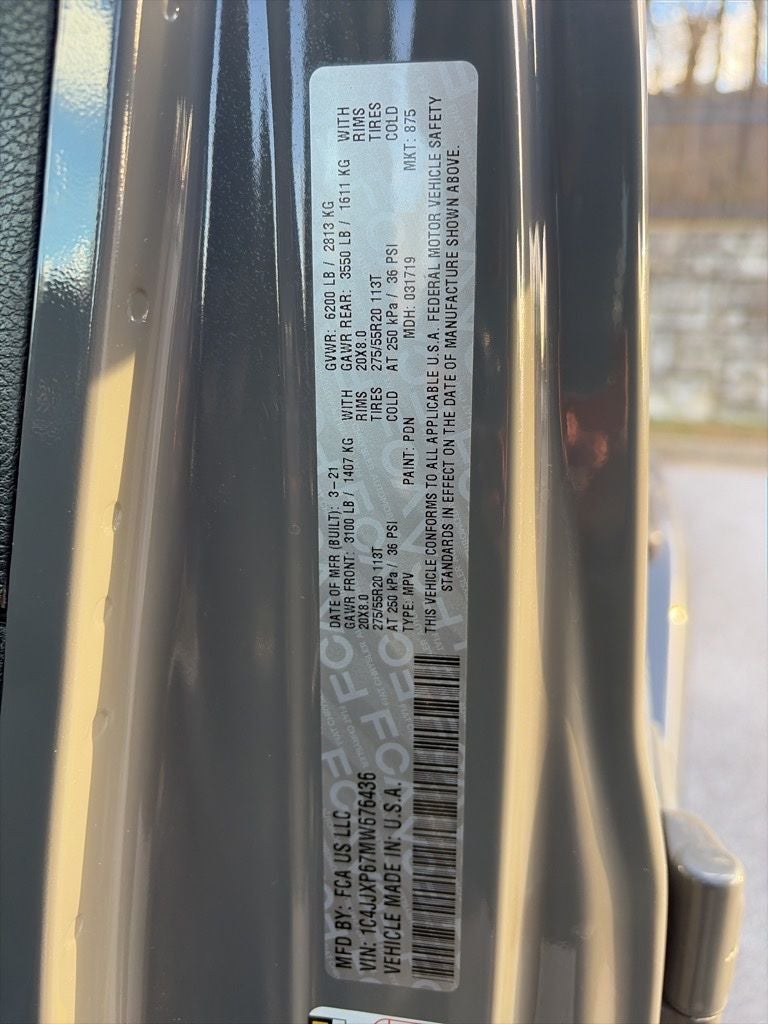 MFD BY: FCA US LLC
DATE OF MFR (BUILT): 3-21
GVWR: 6200 LB / 2813 KG
GAWR FRONT: 3100 LB / 1407 KG WITH
GAWR REAR: 3550 LB / 1611 KG WITH
20X8.0 RIMS
20X8.0 RIMS
275/55R20 113T TIRES
275/55R20 113T TIRES
AT 250 kPa / 36 PSI COLD
AT 250 kPa / 36 PSI COLD
VIN: 1C4JJXP67MW676436
TYPE: MPV PAINT: PDN MDH: 031719 MKT: 875
VEHICLE MADE IN: U.S.A.
THIS VEHICLE CONFORMS TO ALL APPLICABLE U.S.A. FEDERAL MOTOR VEHICLE SAFETY
STANDARDS IN EFFECT ON THE DATE OF MANUFACTURE SHOWN ABOVE.